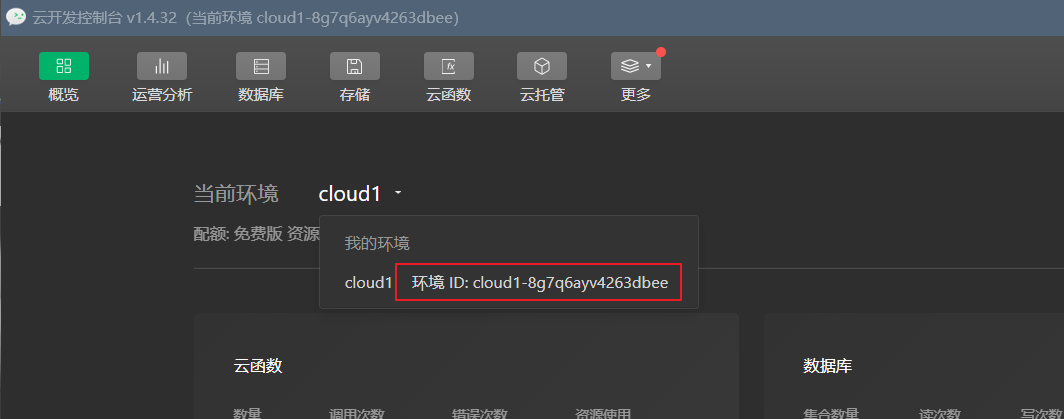 云开发控制台 v1.4.32（当前环境 cloud1-8g7q6ayv4263dbee）
概览 运营分析 数据库 存储 云函数 云托管 更多
当前环境 cloud1
配额: 免费版 资源
我的环境
cloud1 环境 ID: cloud1-8g7q6ayv4263dbee
云函数 数据库
数量 调用次数 错误次数 资源使用 集合数量 读次数 写次数